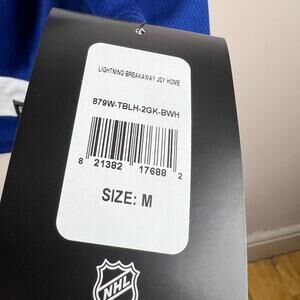 LIGHTNING BREAKAWAY JSY HOME
879W-TBLH-2GK-BWH
8 21382 17688 2
SIZE: M
NHL